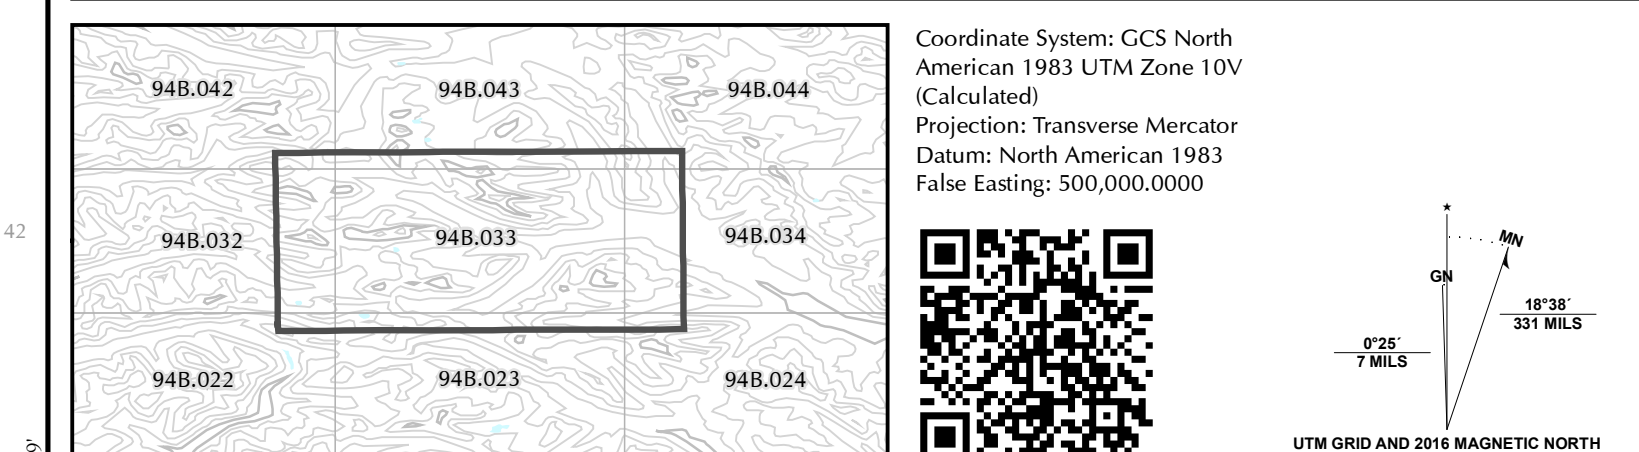 94B.042
94B.043
94B.044
94B.032
94B.033
94B.034
94B.022
94B.023
94B.024
42
9'
Coordinate System: GCS North
American 1983 UTM Zone 10V
(Calculated)
Projection: Transverse Mercator
Datum: North American 1983
False Easting: 500,000.0000
MN
GN
18°38´
331 MILS
0°25´
7 MILS
UTM GRID AND 2016 MAGNETIC NORTH